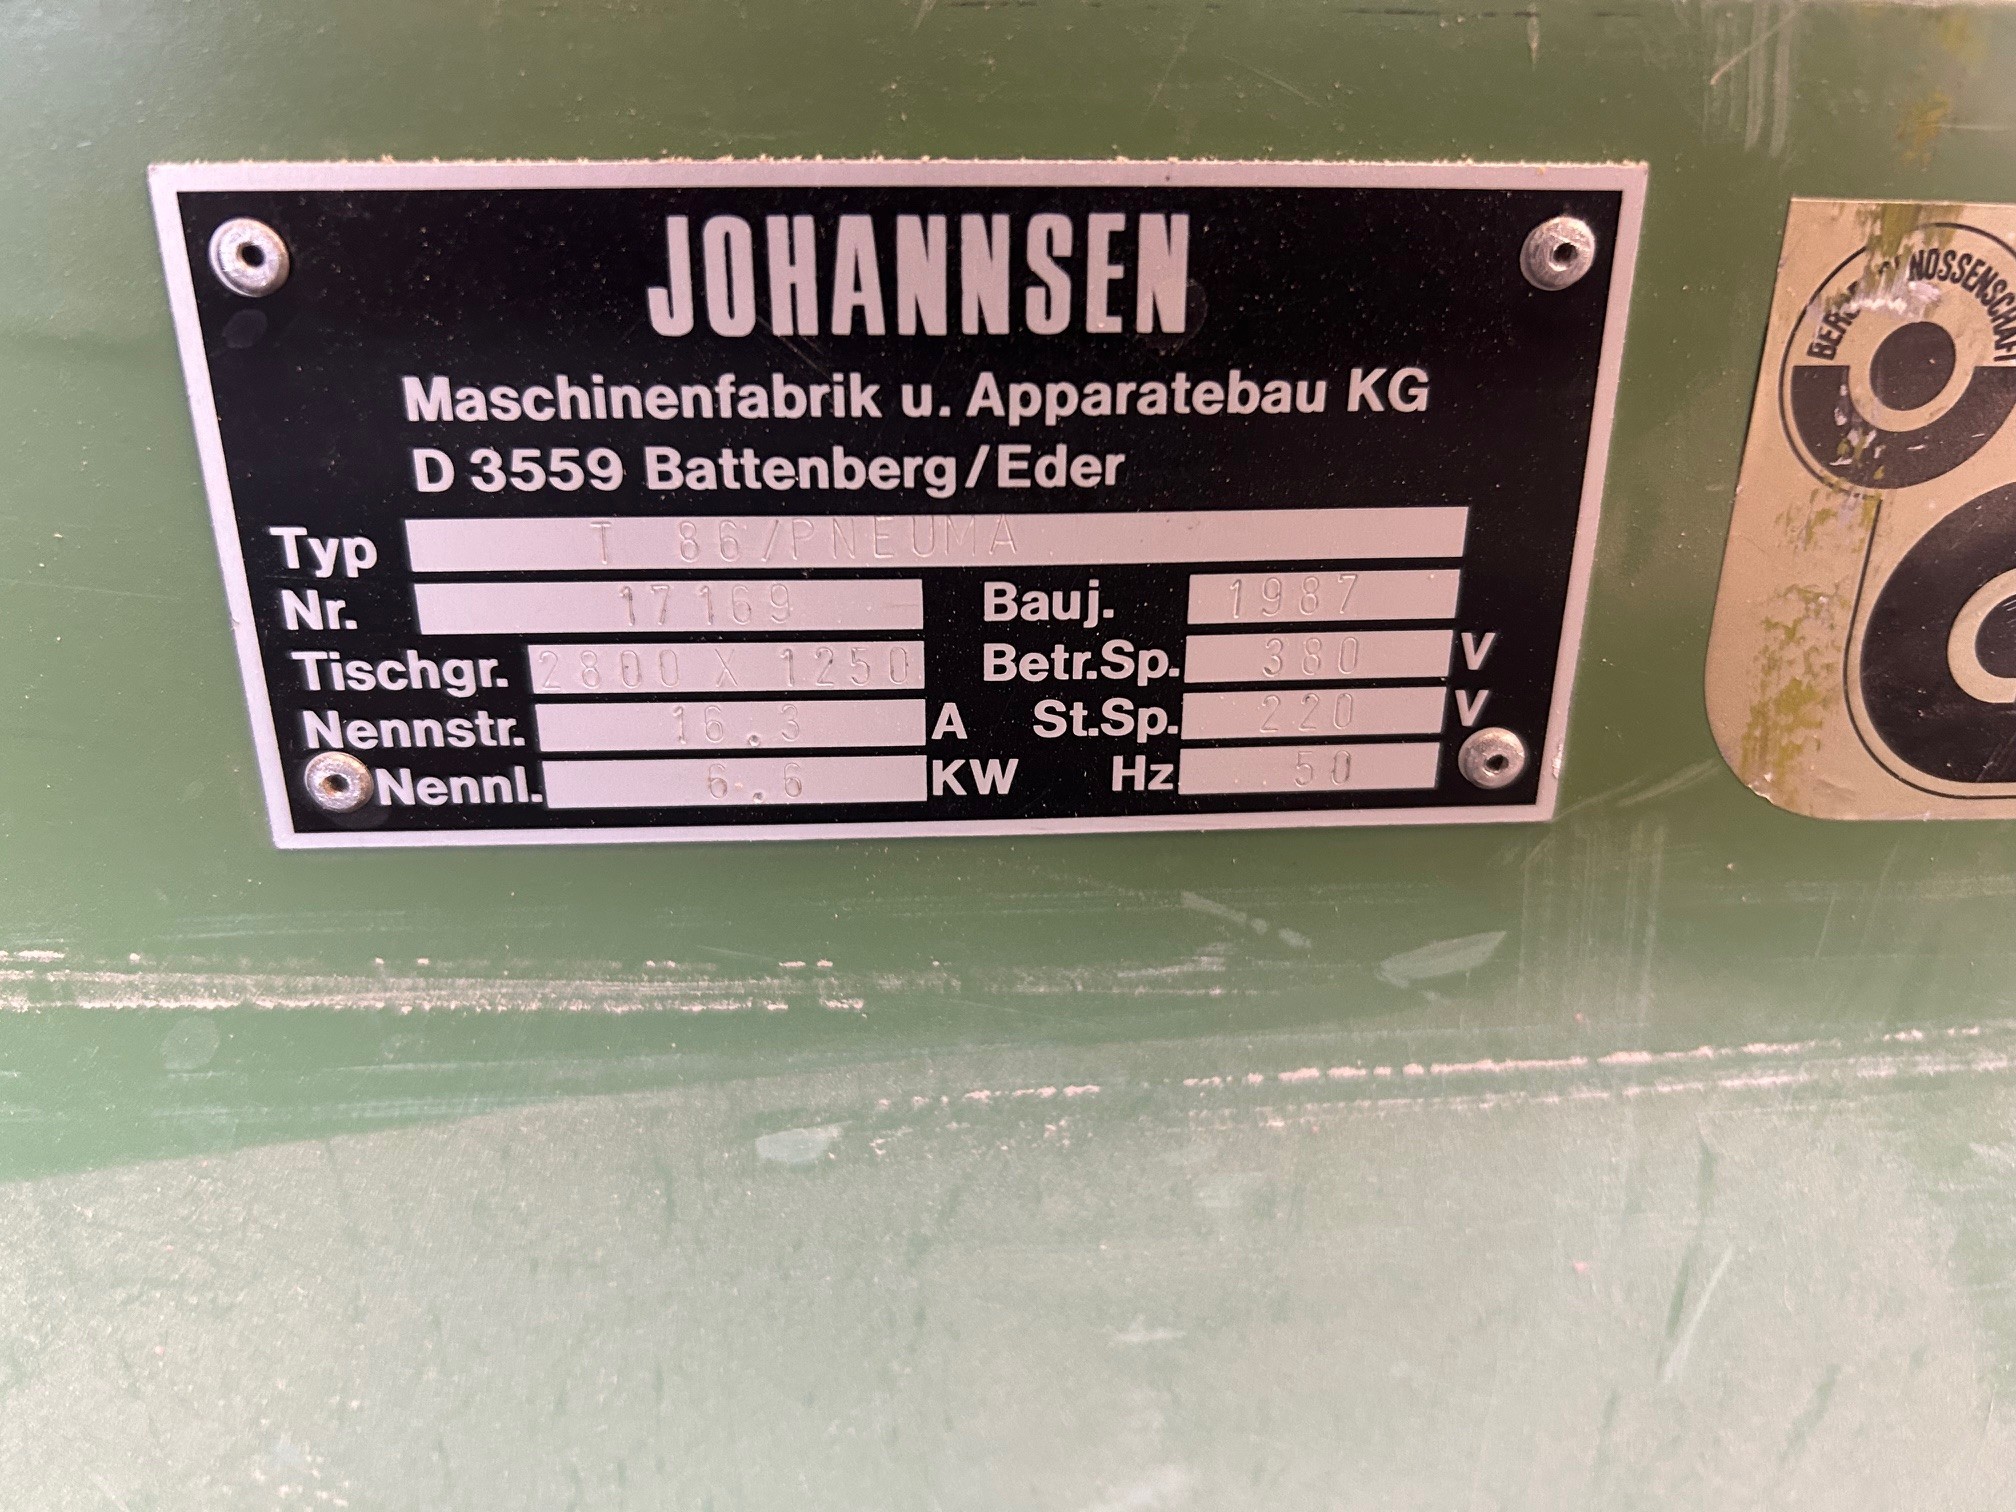 JOHANNSEN
Maschinenfabrik u. Apparatebau KG
D 3559 Battenberg/Eder
Typ T 86/PNEUMA
Nr. 17169 Bauj. 1987
Tischgr. 2800 X 1250 Betr.Sp. 380 V
Nennstr. 16.3 A St.Sp. 220 V
Nennl. 6.6 KW Hz 50